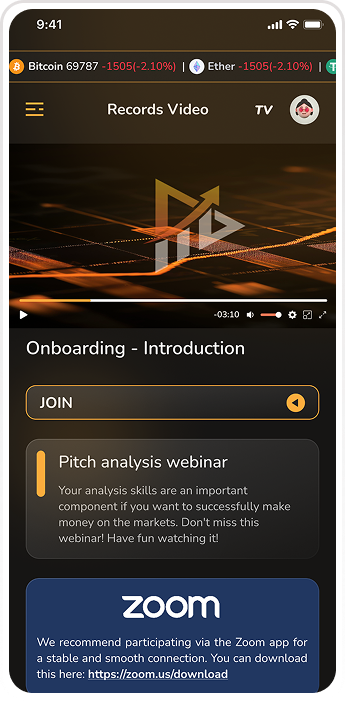 9:41
Bitcoin 69787 -1505(-2.10%) | Ether -1505(-2.10%) |
Records Video
TV
-03:10
Onboarding - Introduction
JOIN
Pitch analysis webinar
Your analysis skills are an important
component if you want to successfully make
money on the markets. Don't miss this
webinar! Have fun watching it!
zoom
We recommend participating via the Zoom app for
a stable and smooth connection. You can download
this here: https://zoom.us/download